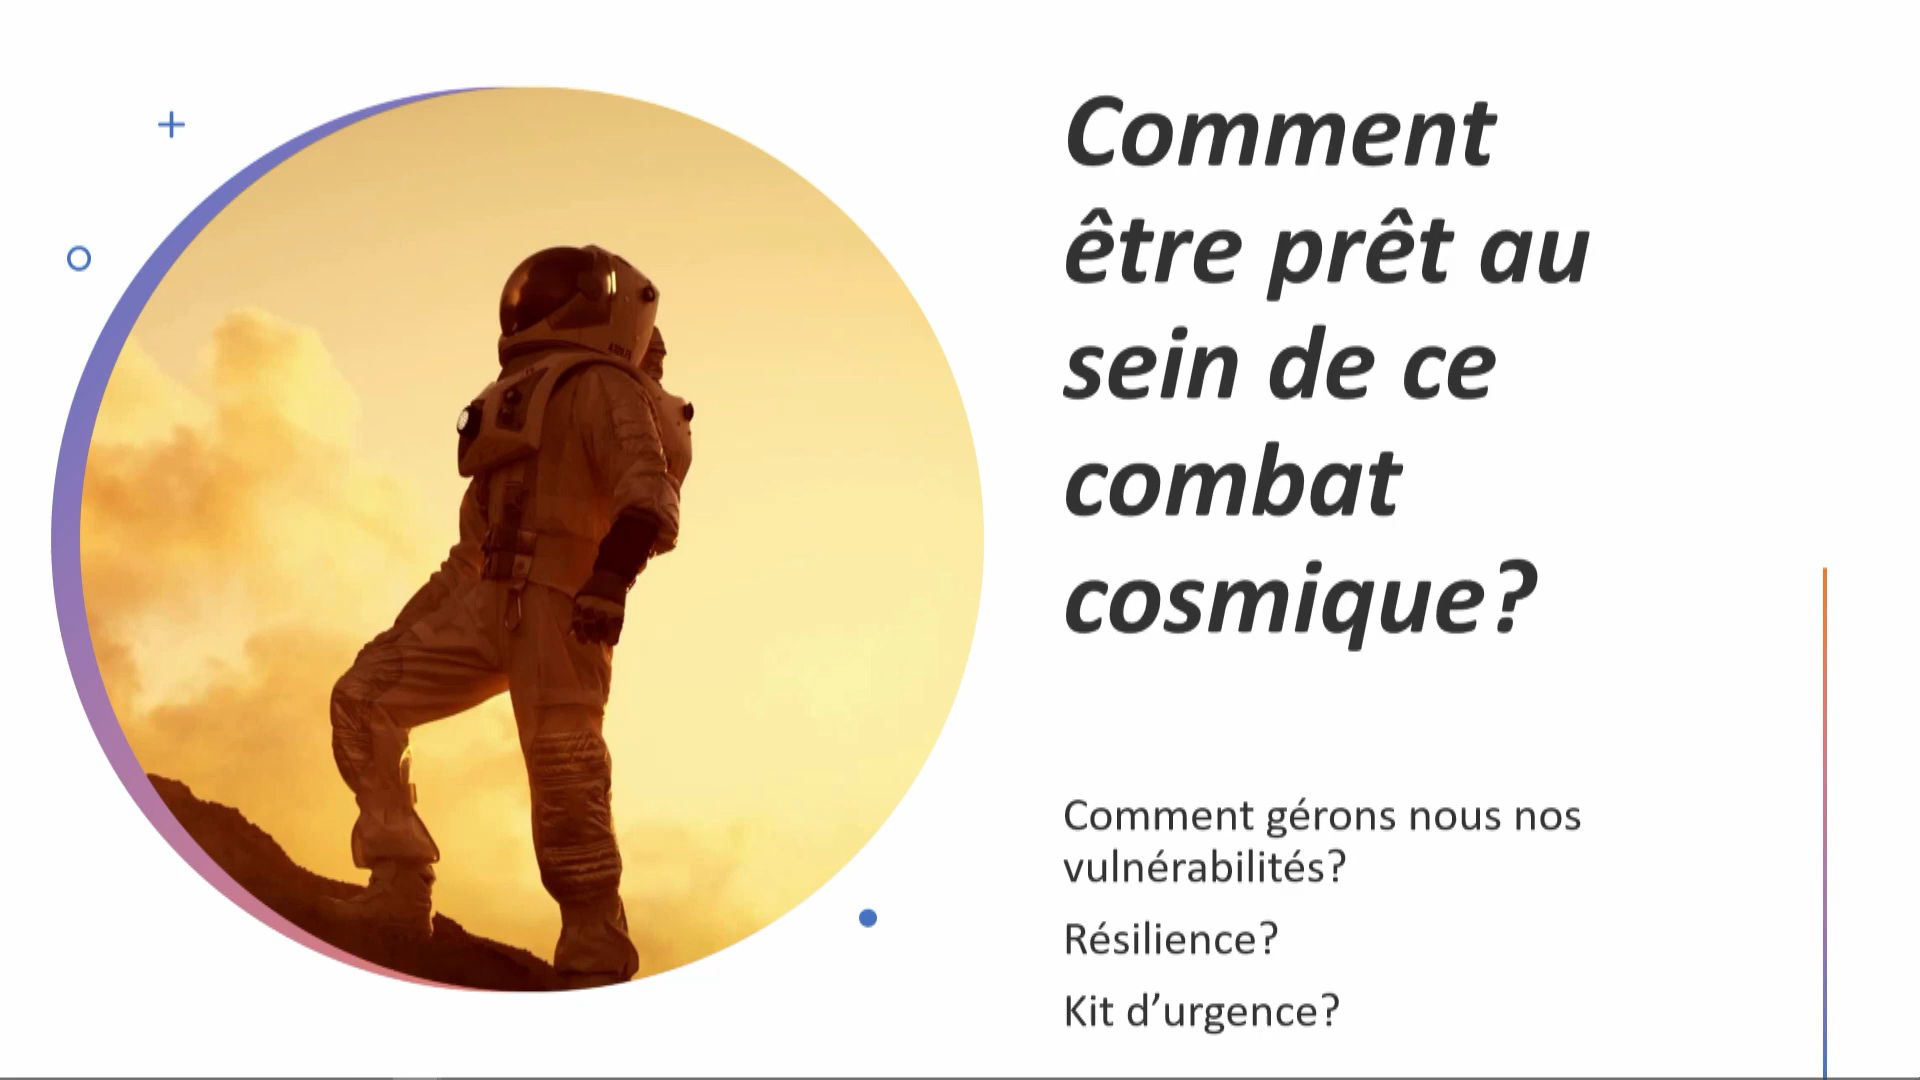 Comment
être prêt au
sein de ce
combat
cosmique?
Comment gérons nous nos
vulnérabilités?
Résilience?
Kit d’urgence?